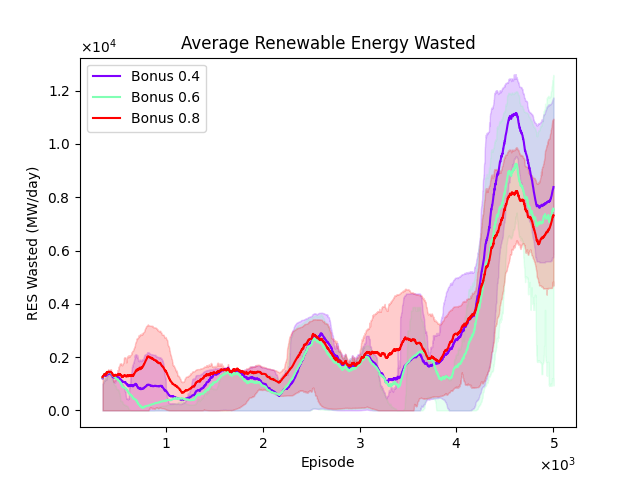 Average Renewable Energy Wasted
×10⁴
Bonus 0.4
Bonus 0.6
Bonus 0.8
RES Wasted (MW/day)
1.2
1.0
0.8
0.6
0.4
0.2
0.0
1 2 3 4 5
Episode
×10³